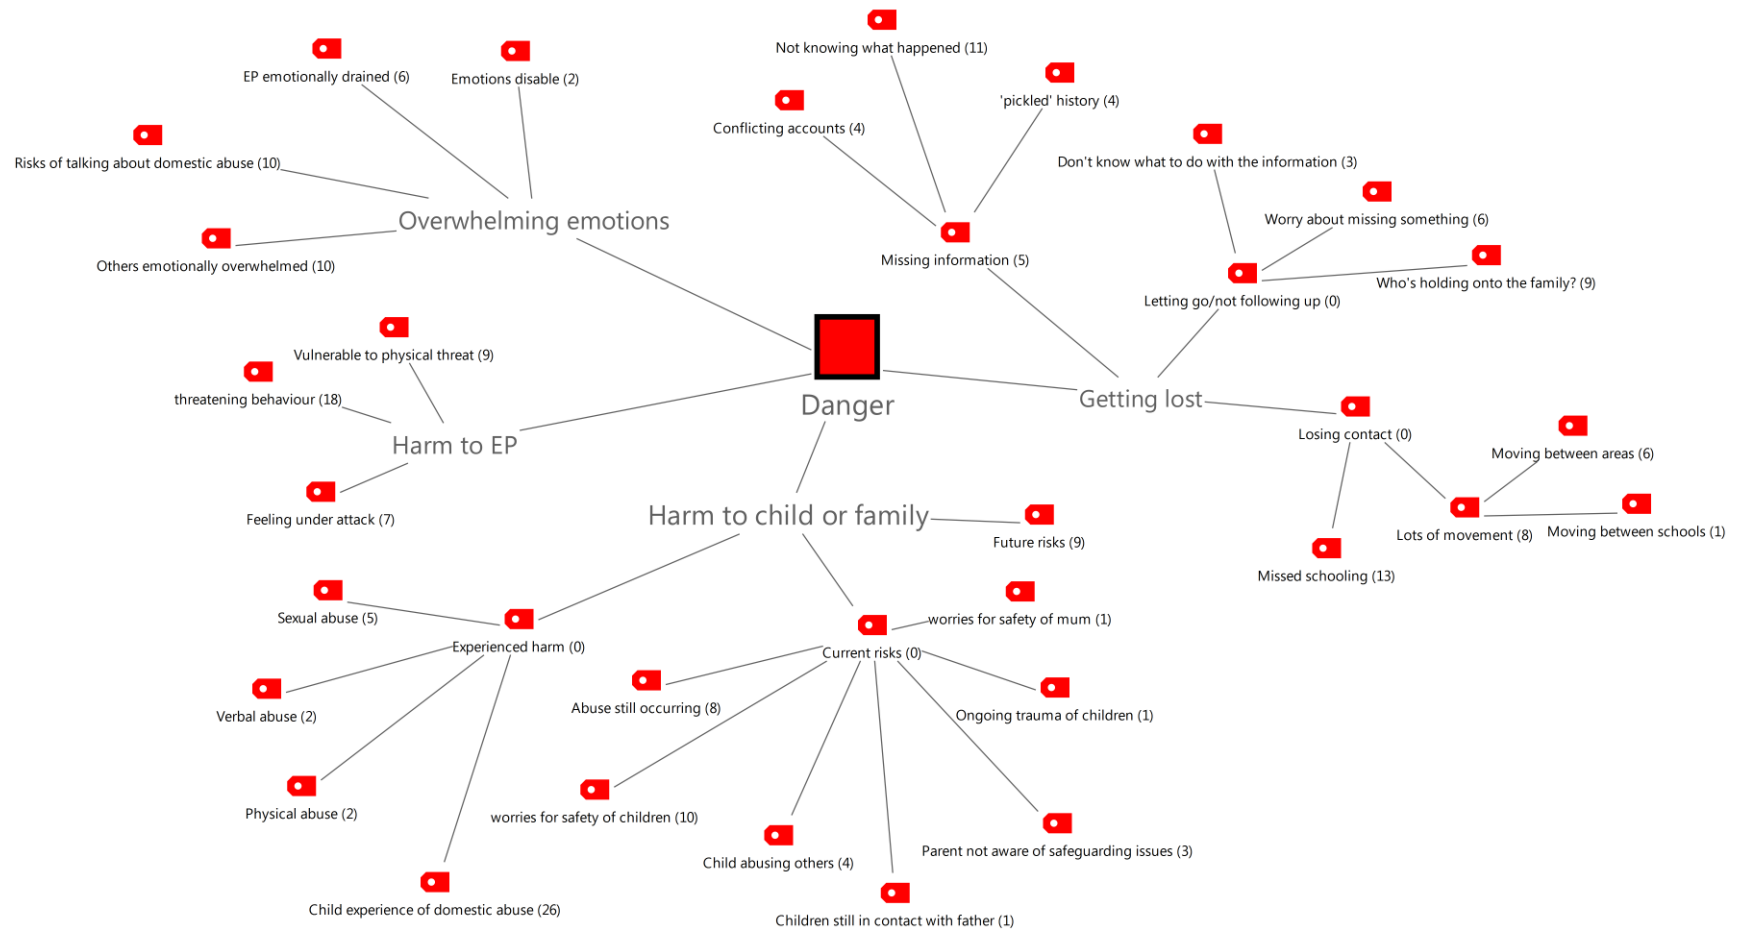 Not knowing what happened (11)
EP emotionally drained (6)
Emotions disable (2)
'pickled' history (4)
Conflicting accounts (4)
Risks of talking about domestic abuse (10)
Don't know what to do with the information (3)
Overwhelming emotions
Worry about missing something (6)
Others emotionally overwhelmed (10)
Missing information (5)
Who's holding onto the family? (9)
Letting go/not following up (0)
Vulnerable to physical threat (9)
threatening behaviour (18)
Danger
Getting lost
Harm to EP
Losing contact (0)
Moving between areas (6)
Feeling under attack (7)
Harm to child or family
Future risks (9)
Lots of movement (8)
Moving between schools (1)
Missed schooling (13)
Sexual abuse (5)
worries for safety of mum (1)
Experienced harm (0)
Current risks (0)
Verbal abuse (2)
Abuse still occurring (8)
Ongoing trauma of children (1)
Physical abuse (2)
worries for safety of children (10)
Child abusing others (4)
Parent not aware of safeguarding issues (3)
Child experience of domestic abuse (26)
Children still in contact with father (1)